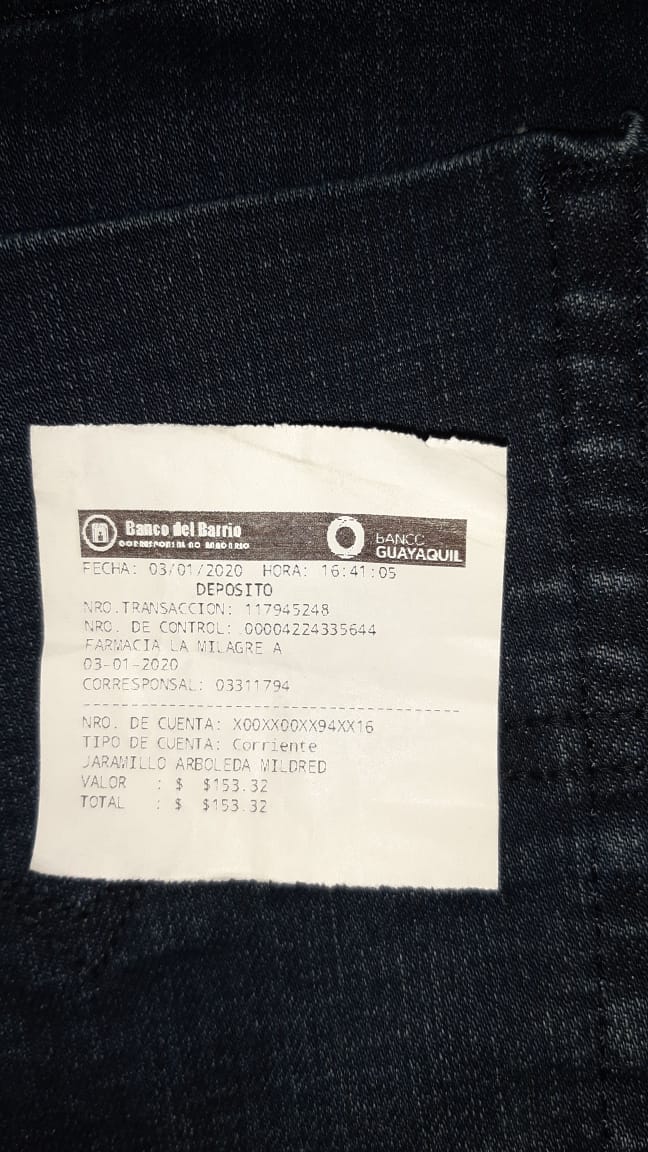 Banco del Barrio
CORRESPONSAL NO BANCARIO
BANCO
GUAYAQUIL
FECHA: 03/01/2020 HORA: 16:41:05
DEPOSITO
NRO.TRANSACCION: 117945248
NRO. DE CONTROL: 00004224335644
FARMACIA LA MILAGRE A
03-01-2020
CORRESPONSAL: 03311794
NRO. DE CUENTA: X00XX00XX94XX16
TIPO DE CUENTA: Corriente
JARAMILLO ARBOLEDA MILDRED
VALOR : $ $153.32
TOTAL : $ $153.32